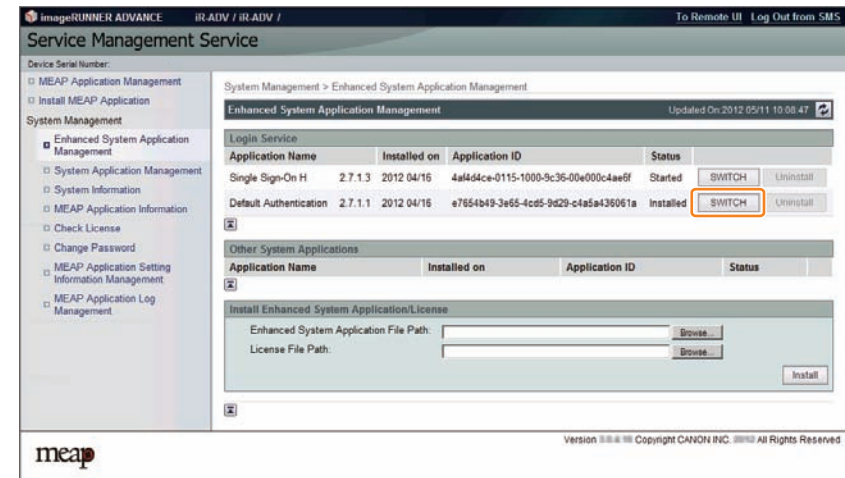 imageRUNNER ADVANCE iR-ADV / iR-ADV / To Remote UI Log Out from SMS
Service Management Service
Device Serial Number:
MEAP Application Management
Install MEAP Application
System Management
Enhanced System Application
Management
System Application Management
System Information
MEAP Application Information
Check License
Change Password
MEAP Application Setting
Information Management
MEAP Application Log
Management
System Management > Enhanced System Application Management
Enhanced System Application Management Updated On:2012 05/11 10:08:47
Login Service
Application Name Installed on Application ID Status
Single Sign-On H 2.7.1.3 2012 04/16 4af4d4ce-0115-1000-9c36-00e000c4ae6f Started SWITCH Uninstall
Default Authentication 2.7.1.1 2012 04/16 e7654b49-3e65-4cd5-9d29-c4a5a436061a Installed SWITCH Uninstall
Other System Applications
Application Name Installed on Application ID Status
Install Enhanced System Application/License
Enhanced System Application File Path: Browse...
License File Path: Browse...
Install
meap
Version Copyright CANON INC. All Rights Reserved